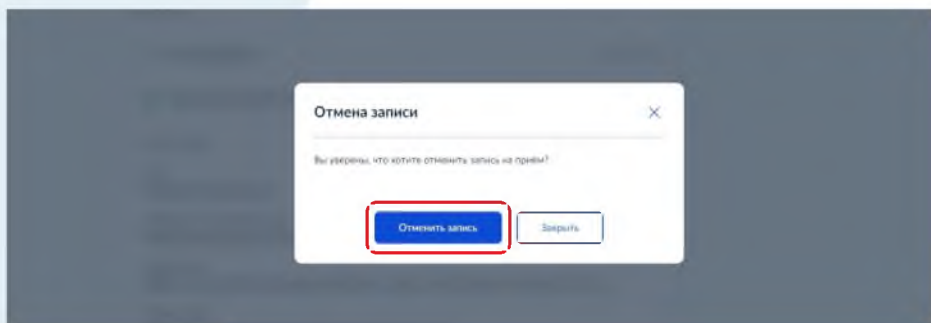 Отмена записи
Вы уверены, что хотите отменить запись на приём?
Отменить запись
Закрыть